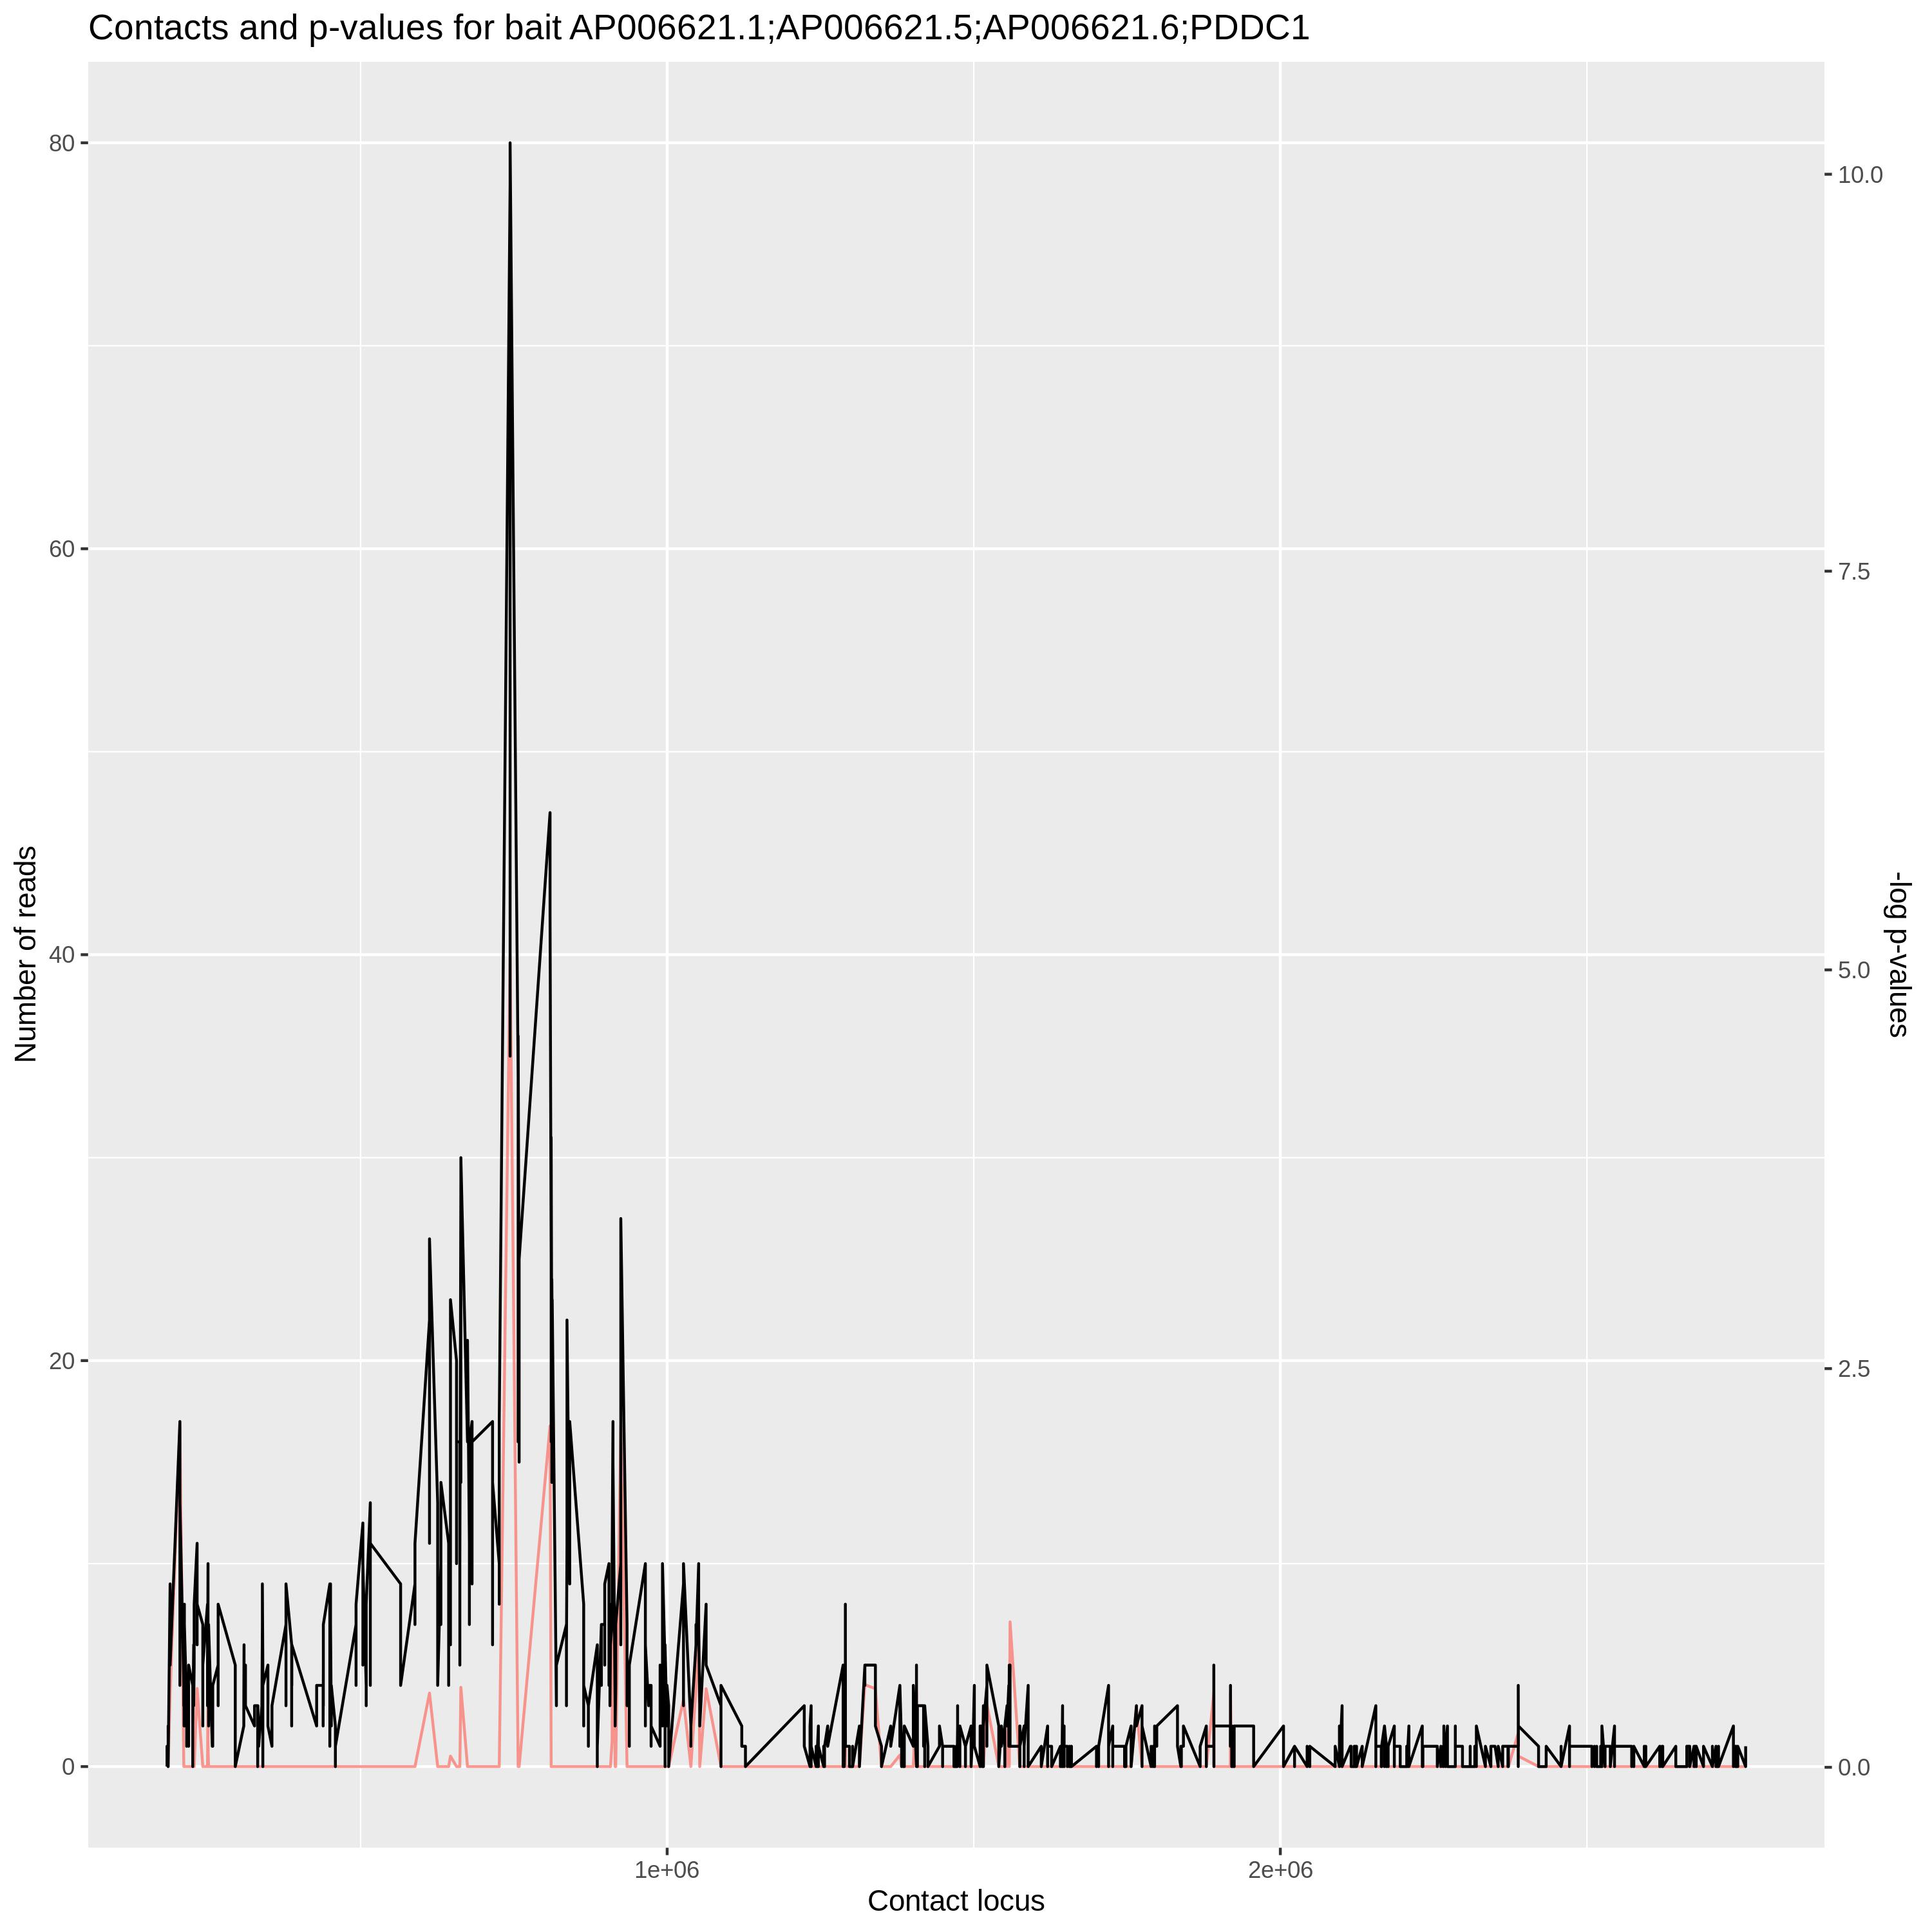 Contacts and p-values for bait AP006621.1;AP006621.5;AP006621.6;PDDC1
80
60
40
20
0
Number of reads
10.0
7.5
5.0
2.5
0.0
-log p-values
1e+06
2e+06
Contact locus